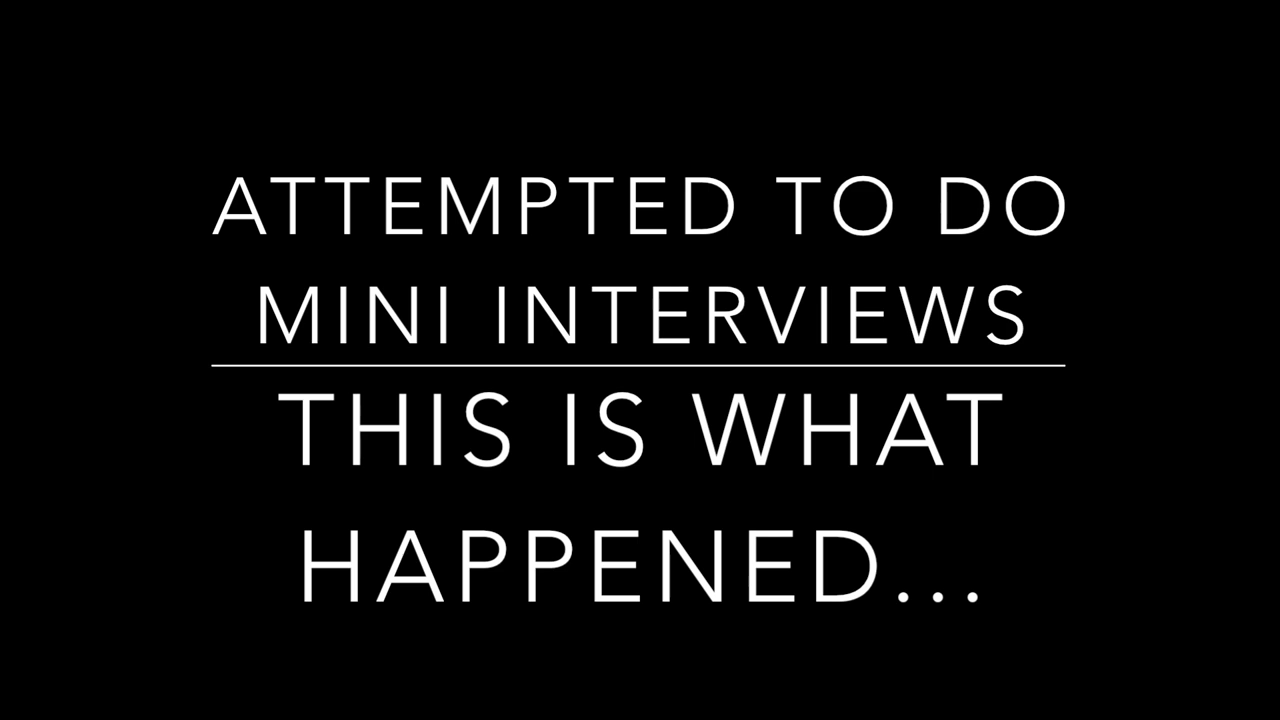 ATTEMPTED TO DO
MINI INTERVIEWS
THIS IS WHAT
HAPPENED...